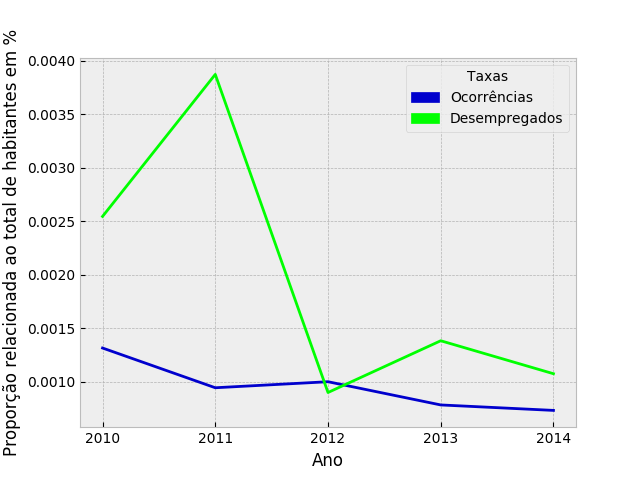 Proporção relacionada ao total de habitantes em %
0.0040
0.0035
0.0030
0.0025
0.0020
0.0015
0.0010
Taxas
Ocorrências
Desempregados
2010 2011 2012 2013 2014
Ano